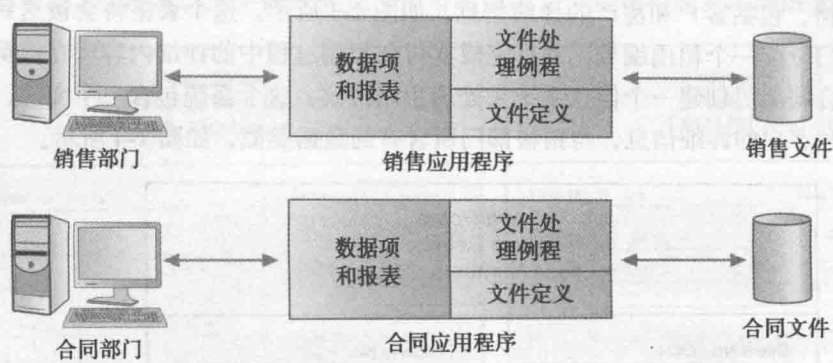 数据项
和报表
文件处
理例程
文件定义
销售部门
销售应用程序
销售文件
数据项
和报表
文件处
理例程
文件定义
合同部门
合同应用程序
合同文件